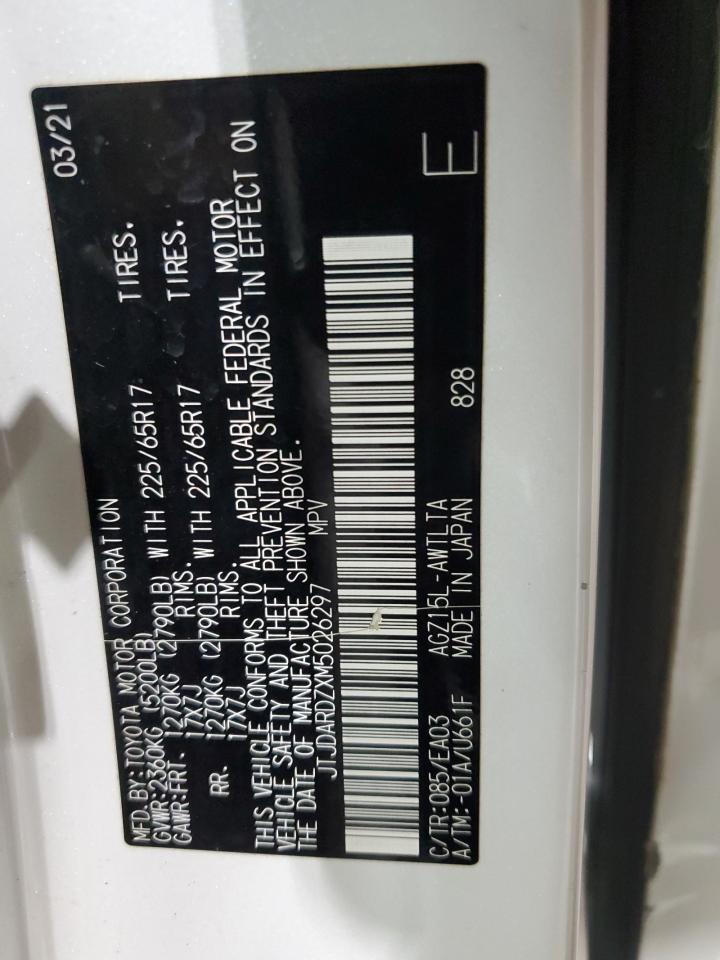 03/21
MFD. BY: TOYOTA MOTOR CORPORATION
GVWR: 2360KG (5200LB)
GAWR: FRT 1270KG (2790LB) WITH 225/65R17 TIRES.
17X7J RIMS.
RR. 1270KG (2790LB) WITH 225/65R17 TIRES.
17X7J RIMS.
THIS VEHICLE CONFORMS TO ALL APPLICABLE FEDERAL MOTOR
VEHICLE SAFETY AND THEFT PREVENTION STANDARDS IN EFFECT ON
THE DATE OF MANUFACTURE SHOWN ABOVE.
JTJDARDZXM5026297 MPV
C/TR: 085/EA03 AGZ15L-AWTLTA 828
A/TM: -01A/U661F MADE IN JAPAN E